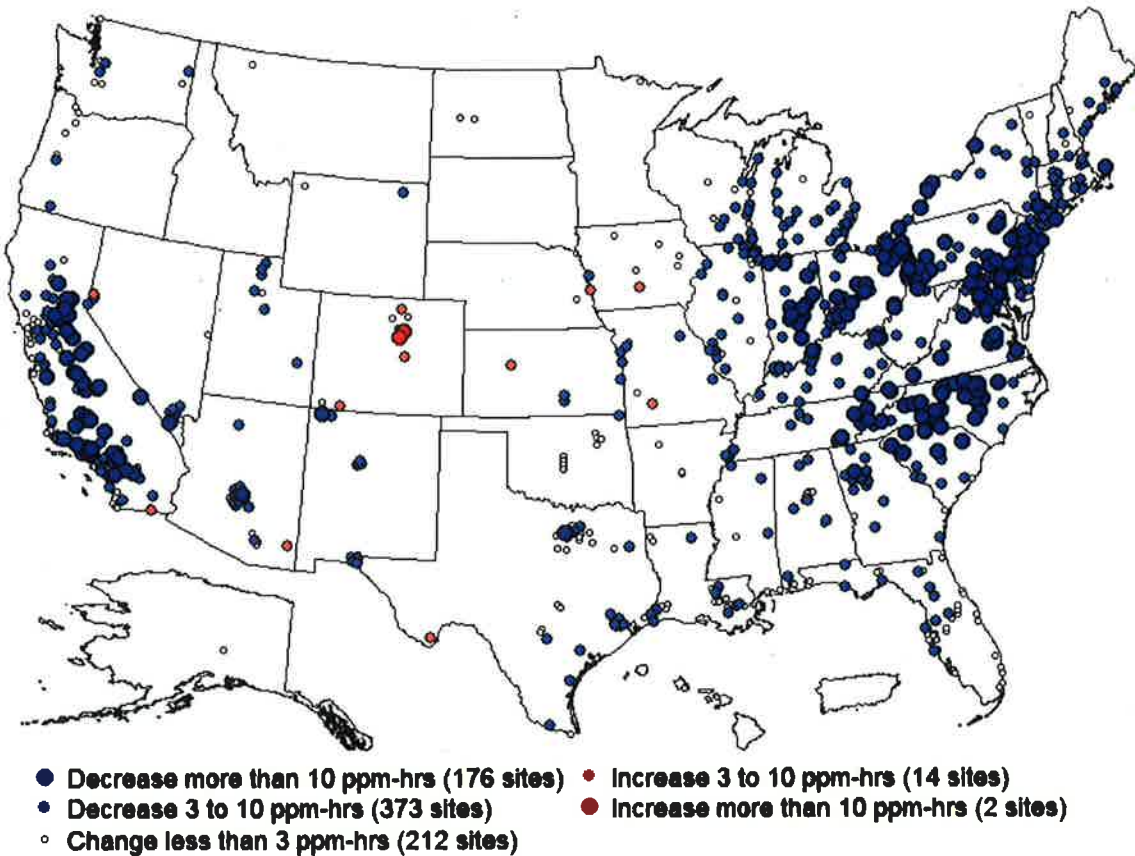 Decrease more than 10 ppm-hrs (176 sites)
Increase 3 to 10 ppm-hrs (14 sites)
Decrease 3 to 10 ppm-hrs (373 sites)
Increase more than 10 ppm-hrs (2 sites)
Change less than 3 ppm-hrs (212 sites)